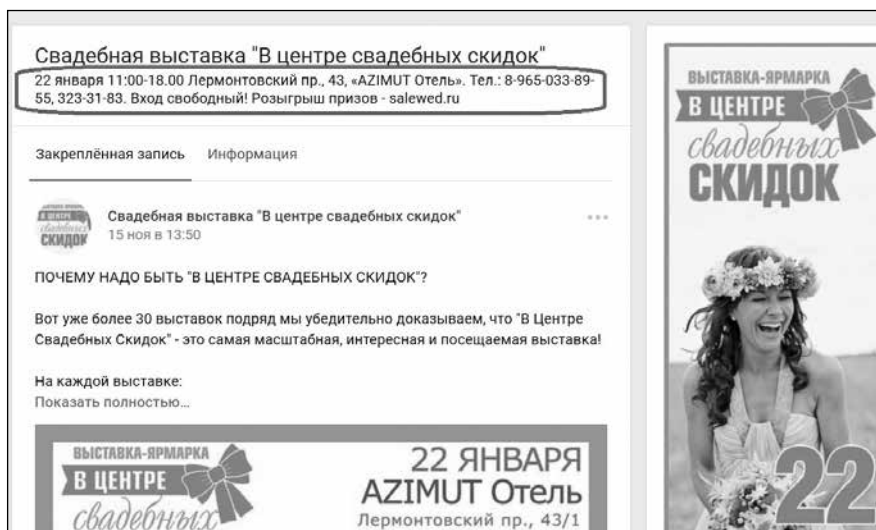 Свадебная выставка "В центре свадебных скидок"
22 января 11:00-18.00 Лермонтовский пр., 43, «AZIMUT Отель». Тел.: 8-965-033-89-
55, 323-31-83. Вход свободный! Розыгрыш призов - salewed.ru
Закреплённая запись Информация
В ЦЕНТРЕ
свадебных
СКИДОК
Свадебная выставка "В центре свадебных скидок"
15 ноя в 13:50
ПОЧЕМУ НАДО БЫТЬ "В ЦЕНТРЕ СВАДЕБНЫХ СКИДОК"?
Вот уже более 30 выставок подряд мы убедительно доказываем, что "В Центре
Свадебных Скидок" - это самая масштабная, интересная и посещаемая выставка!
На каждой выставке:
Показать полностью...
ВЫСТАВКА-ЯРМАРКА
В ЦЕНТРЕ
свадебных
22 ЯНВАРЯ
AZIMUT Отель
Лермонтовский пр., 43/1
ВЫСТАВКА-ЯРМАРКА
В ЦЕНТРЕ
свадебных
СКИДОК
22